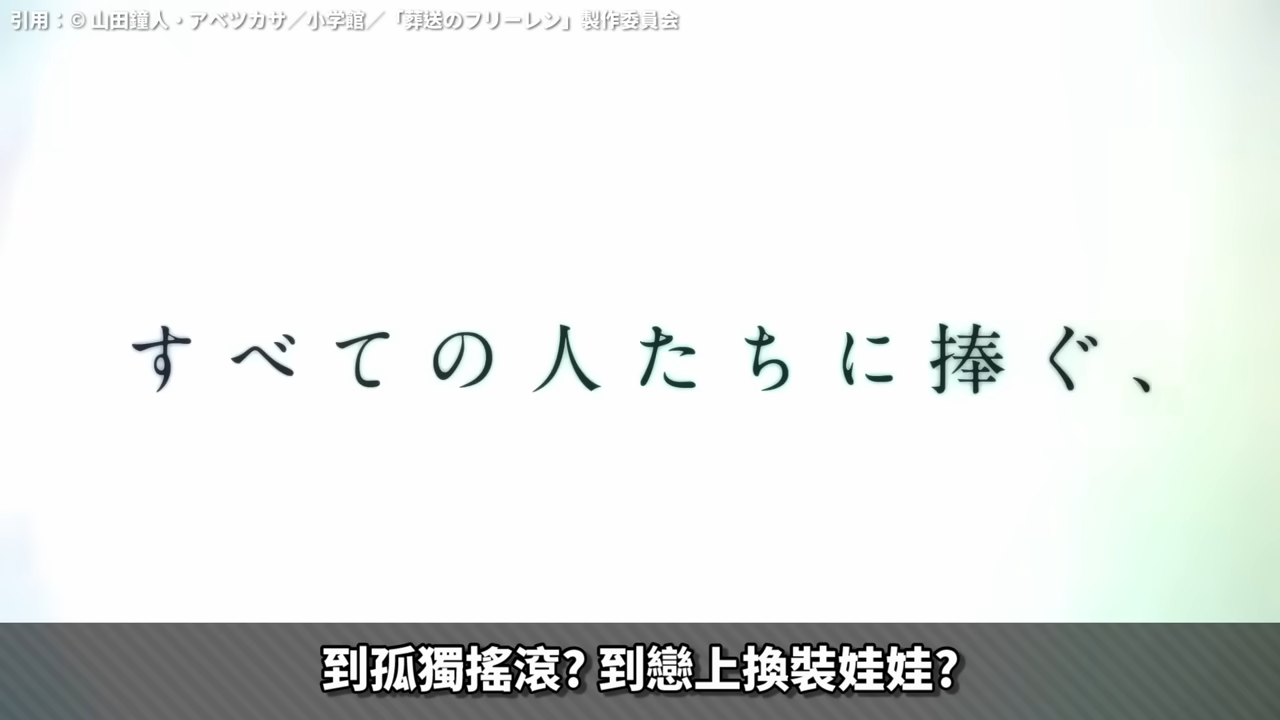 引用：© 山田鐘人・アベツカサ／小学館／「葬送のフリーレン」製作委員会
すべての人たちに捧ぐ、
到孤獨搖滾? 到戀上換裝娃娃?